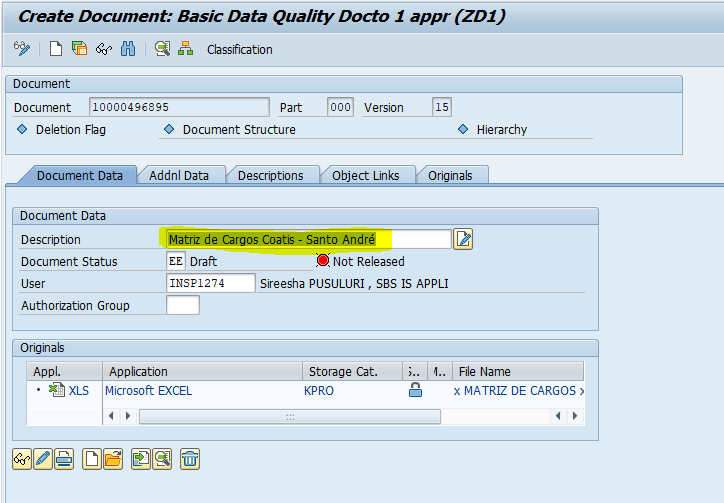 Create Document: Basic Data Quality Docto 1 appr (ZD1)
Classification
Document
Document 10000496895 Part 000 Version 15
Deletion Flag Document Structure Hierarchy
Document Data Addnl Data Descriptions Object Links Originals
Document Data
Description Matriz de Cargos Coatis - Santo André
Document Status EE Draft Not Released
User INSP1274 Sireesha PUSULURI , SBS IS APPLI
Authorization Group
Originals
Appl. Application Storage Cat. S.. M.. File Name
XLS Microsoft EXCEL KPRO x MATRIZ DE CARGOS x